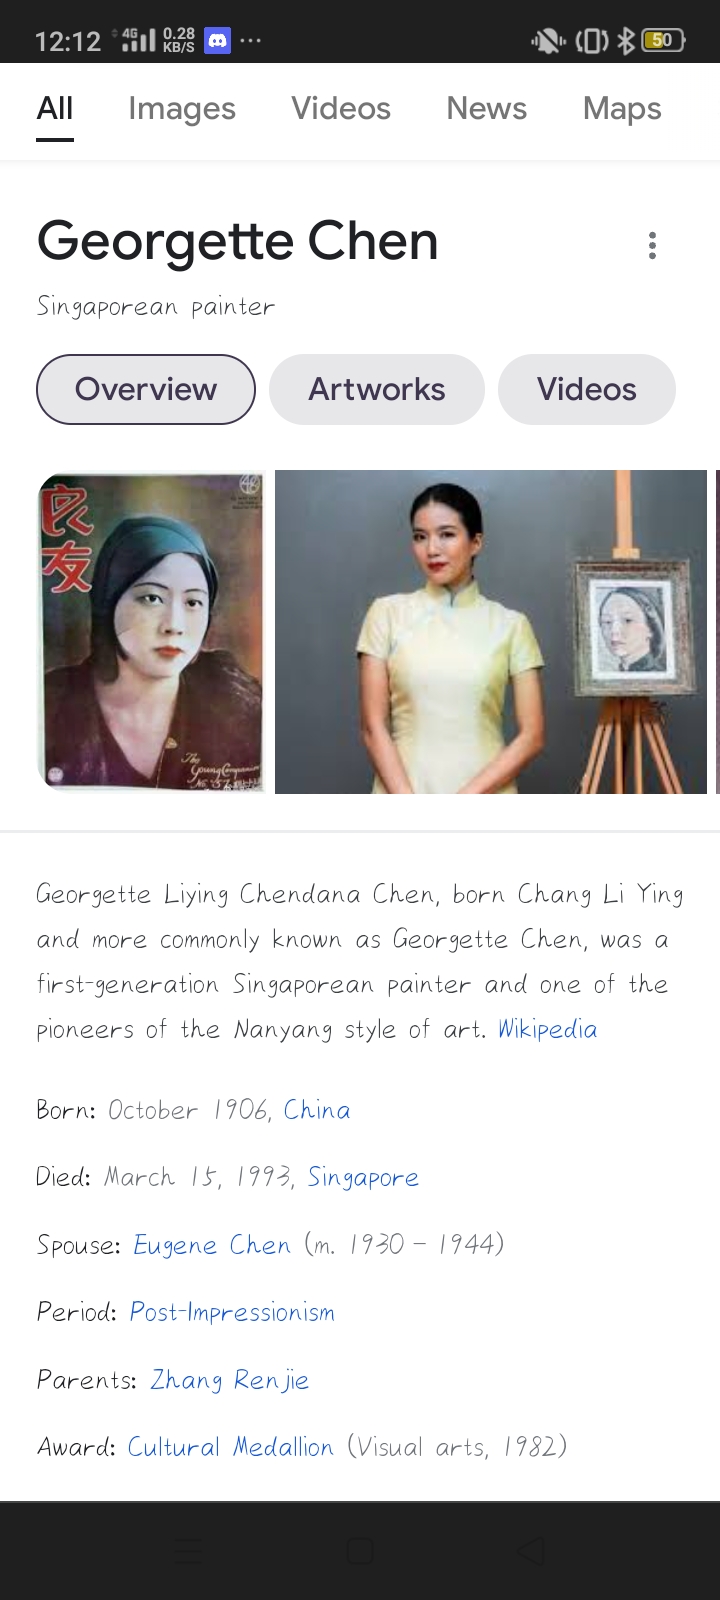 12:12 4G 0.28 KB/S ... 50
All Images Videos News Maps
Georgette Chen
Singaporean painter
Overview Artworks Videos
良友
The
Young Companion
Georgette Liying Chendana Chen, born Chang Li Ying
and more commonly known as Georgette Chen, was a
first-generation Singaporean painter and one of the
pioneers of the Nanyang style of art. Wikipedia
Born: October 1906, China
Died: March 15, 1993, Singapore
Spouse: Eugene Chen (m. 1930 – 1944)
Period: Post-Impressionism
Parents: Zhang Renjie
Award: Cultural Medallion (Visual arts, 1982)